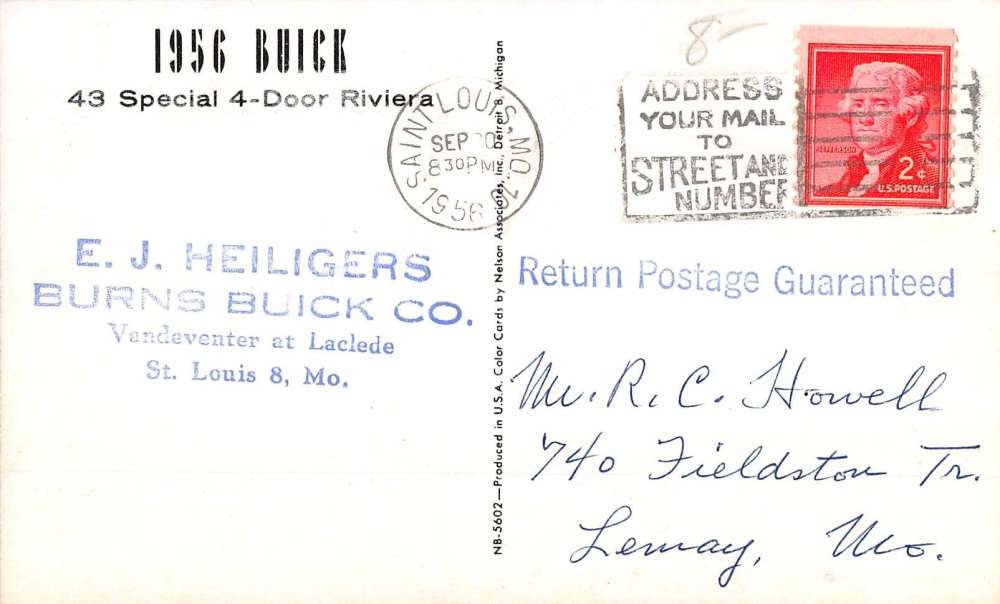 1956 BUICK
43 Special 4-Door Riviera
SAINT LOUIS, MO.
SEP
8 30 PM
1956
8-
ADDRESS
YOUR MAIL
TO
STREET AND
NUMBER
JEFFERSON
2¢
U.S. POSTAGE
E. J. HEILIGERS
BURNS BUICK CO.
Vandeventer at Laclede
St. Louis 8, Mo.
NB-5602—Produced in U.S.A. Color Cards by Nelson Associates, Inc., Detroit 8, Michigan
Return Postage Guaranteed
Mr. R. C. Howell
740 Fieldston Tr.
Lemay, Mo.